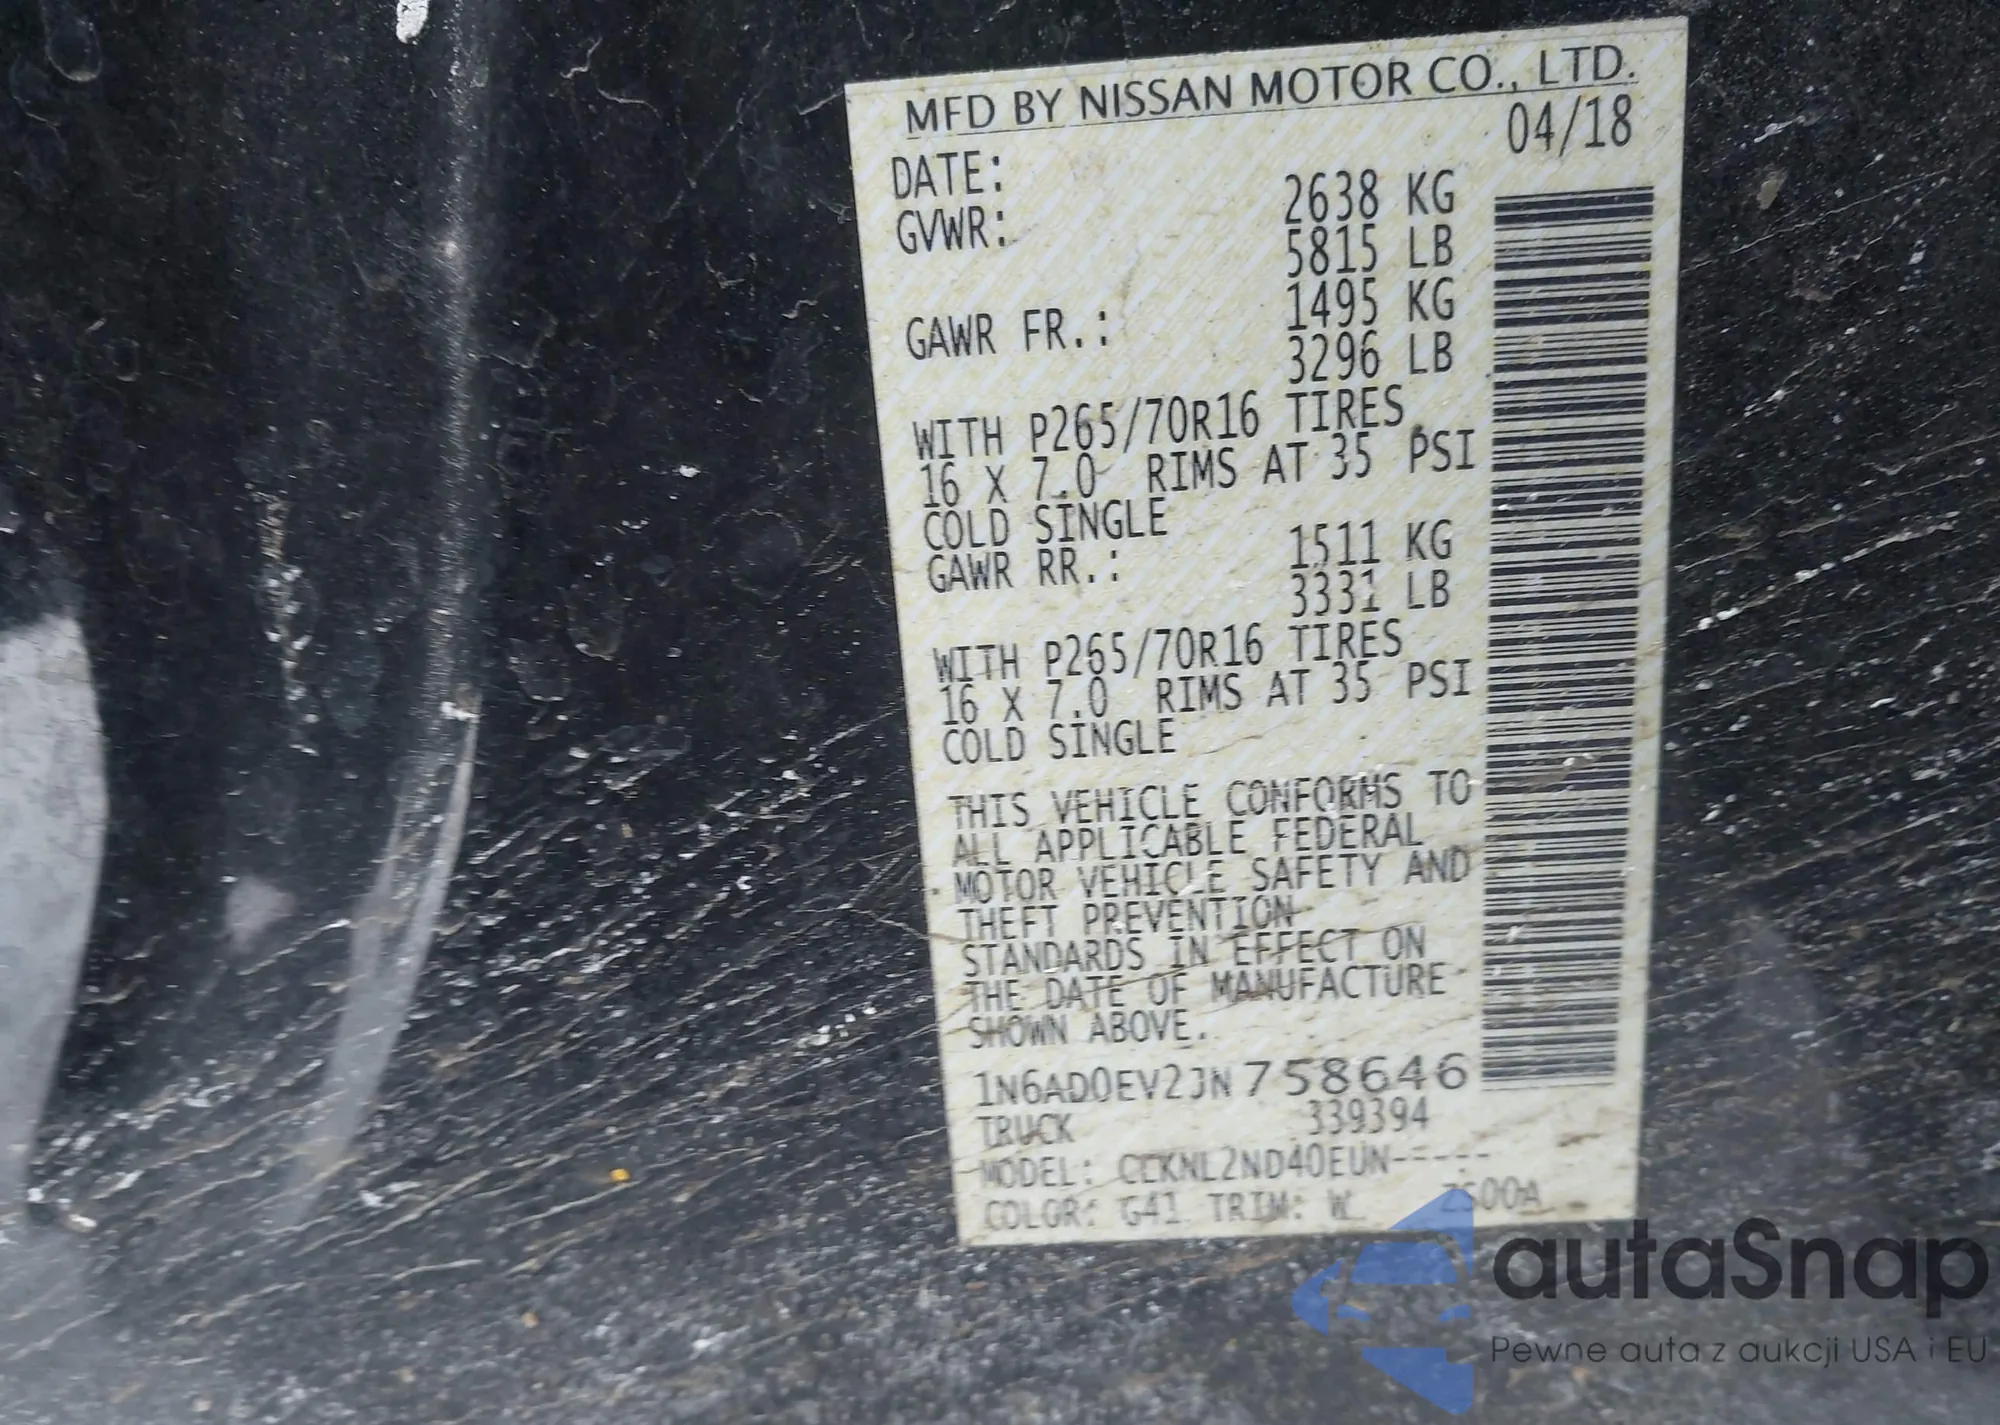 MFD BY NISSAN MOTOR CO., LTD.
DATE: 04/18
GVWR: 2638 KG
5815 LB
GAWR FR.: 1495 KG
3296 LB
WITH P265/70R16 TIRES
16 X 7.0 RIMS AT 35 PSI
COLD SINGLE
GAWR RR.: 1511 KG
3331 LB
WITH P265/70R16 TIRES
16 X 7.0 RIMS AT 35 PSI
COLD SINGLE
THIS VEHICLE CONFORMS TO
ALL APPLICABLE FEDERAL
MOTOR VEHICLE SAFETY AND
THEFT PREVENTION
STANDARDS IN EFFECT ON
THE DATE OF MANUFACTURE
SHOWN ABOVE.
1N6AD0EV2JN758646
TRUCK 339394
MODEL: CCKNL2ND40EUN-----
COLOR: G41 TRIM: W
autaSnap
Pewne auta z aukcji USA i EU